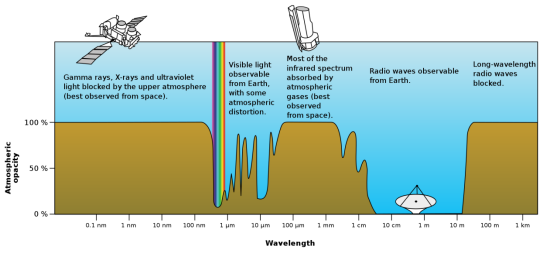 Gamma rays, X-rays and ultraviolet
light blocked by the upper atmosphere
(best observed from space).
Visible light
observable
from Earth,
with some
atmospheric
distortion.
Most of the
infrared spectrum
absorbed by
atmospheric
gases (best
observed
from space).
Radio waves observable
from Earth.
Long-wavelength
radio waves
blocked.
Atmospheric
opacity
100 %
50 %
0 %
0.1 nm 1 nm 10 nm 100 nm 1 µm 10 µm 100 µm 1 mm 1 cm 10 cm 1 m 10 m 100 m 1 km
Wavelength